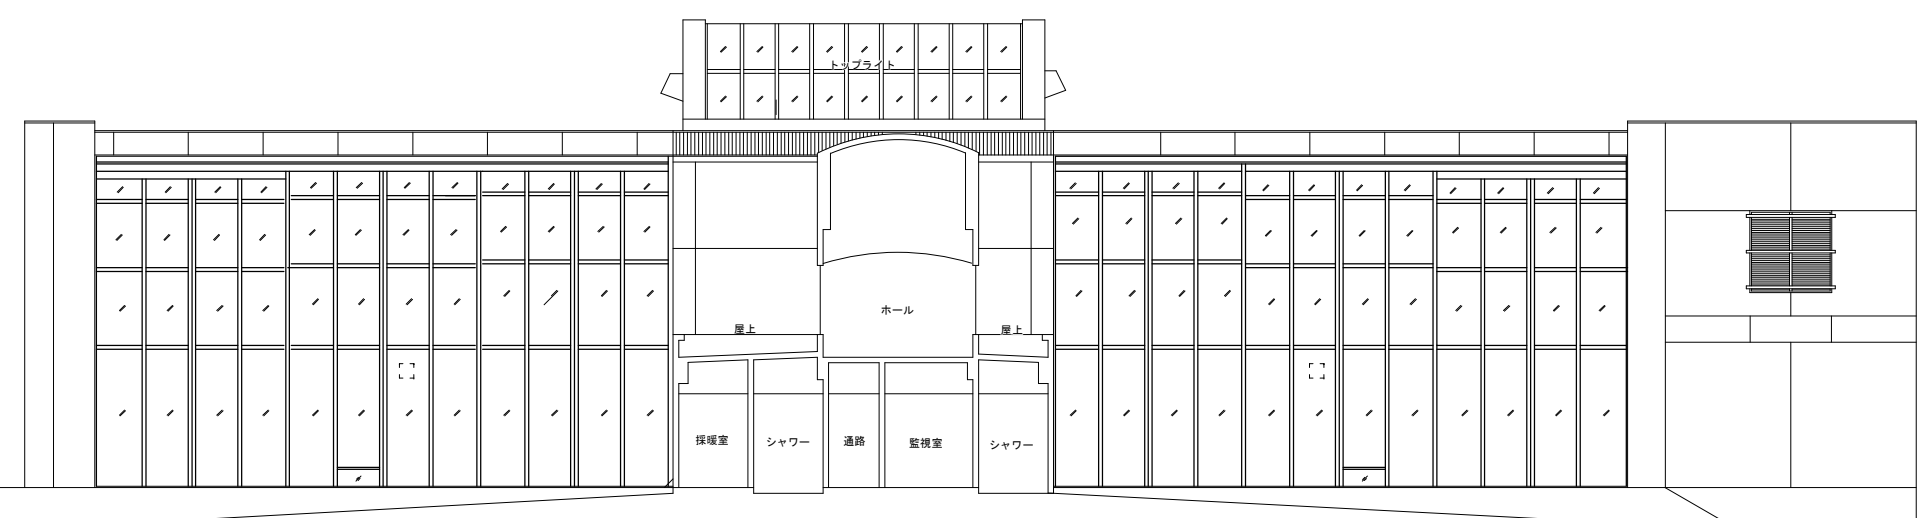 トップライト
ホール
屋上
屋上
採暖室
シャワー
通路
監視室
シャワー